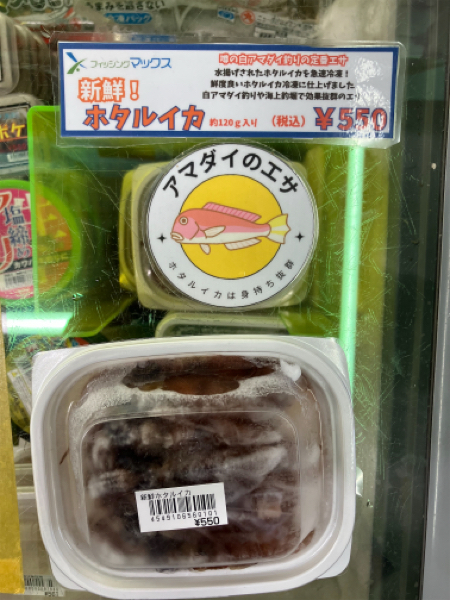 フィッシングマックス
噂の白アマダイ釣りの定番エサ
水揚げされたホタルイカを急速冷凍！
鮮度良いホタルイカ冷凍に仕上げました
白アマダイ釣りや海上釣堀で効果抜群のエサ
新鮮！
ホタルイカ 約120g入り (税込) ¥550
アマダイのエサ
ホタルイカは身持ち抜群
新鮮ホタルイカ
¥550